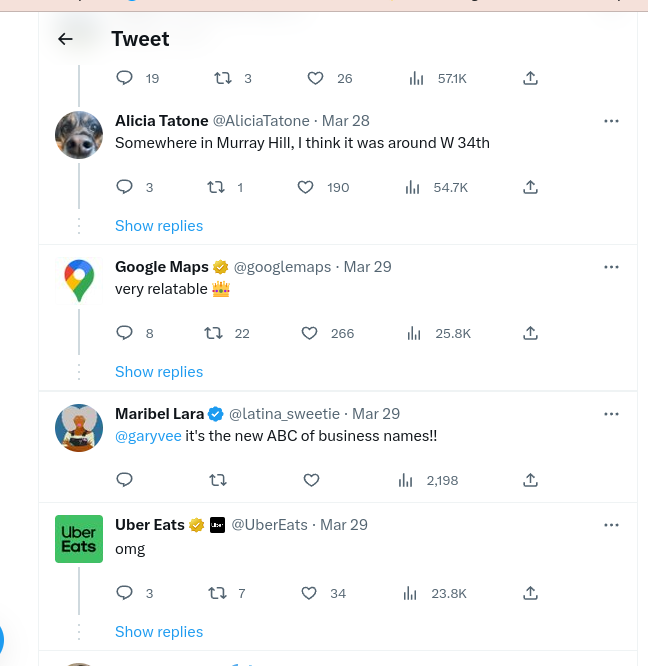 Tweet
19 3 26 57.1K
Alicia Tatone @AliciaTatone · Mar 28
Somewhere in Murray Hill, I think it was around W 34th
3 1 190 54.7K
Show replies
Google Maps @googlemaps · Mar 29
very relatable 👑
8 22 266 25.8K
Show replies
Maribel Lara @latina_sweetie · Mar 29
@garyvee it's the new ABC of business names!!
2,198
Uber Eats
Uber Eats @UberEats · Mar 29
omg
3 7 34 23.8K
Show replies